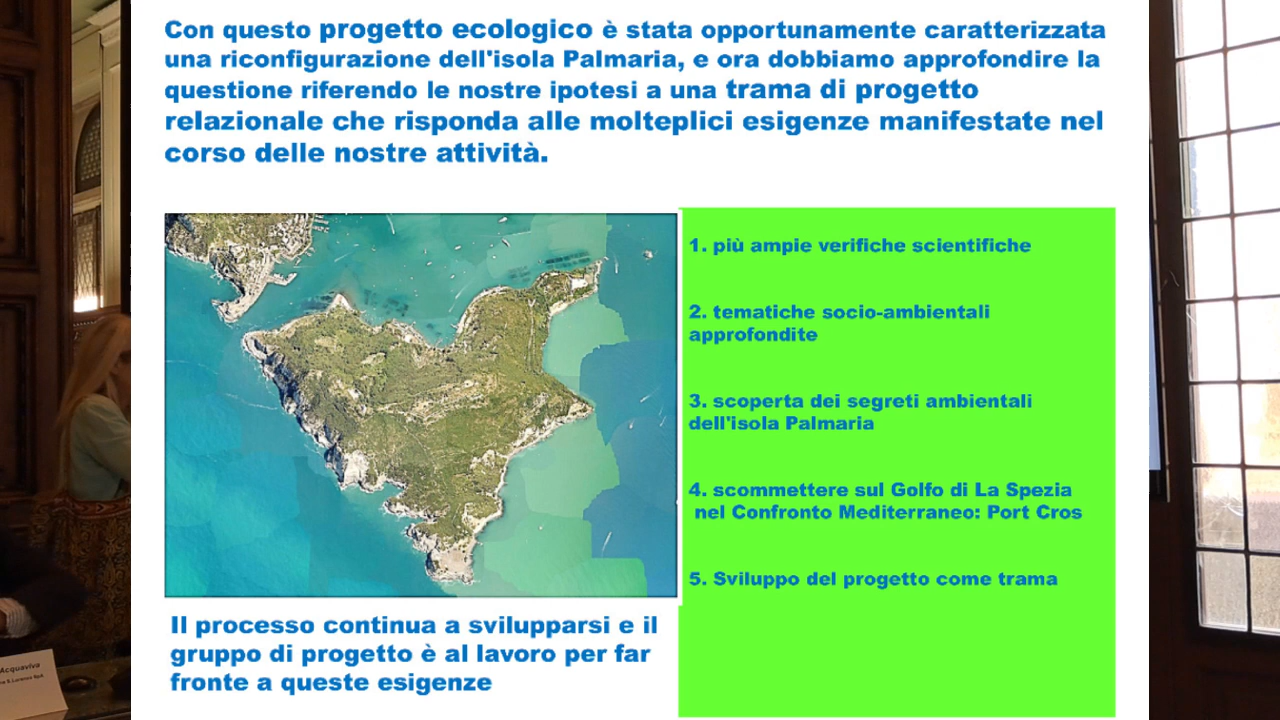 Con questo progetto ecologico è stata opportunamente caratterizzata
una riconfigurazione dell'isola Palmaria, e ora dobbiamo approfondire la
questione riferendo le nostre ipotesi a una trama di progetto
relazionale che risponda alle molteplici esigenze manifestate nel
corso delle nostre attività.
1. più ampie verifiche scientifiche
2. tematiche socio-ambientali
approfondite
3. scoperta dei segreti ambientali
dell'isola Palmaria
4. scommettere sul Golfo di La Spezia
nel Confronto Mediterraneo: Port Cros
5. Sviluppo del progetto come trama
Il processo continua a svilupparsi e il
gruppo di progetto è al lavoro per far
fronte a queste esigenze
Acquaviva